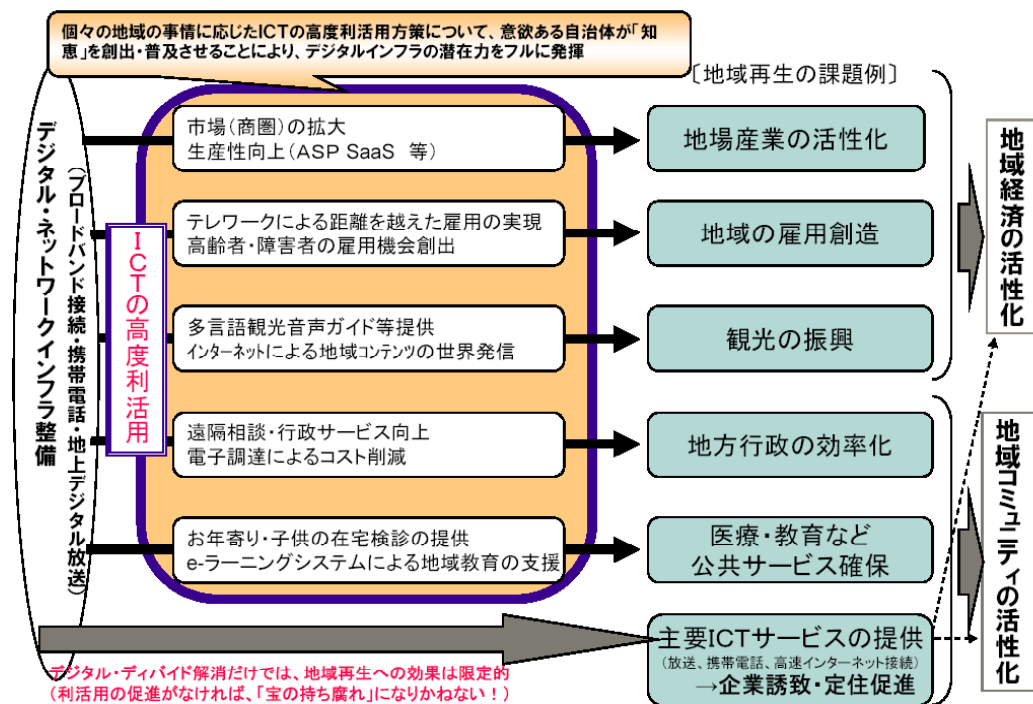 個々の地域の事情に応じたICTの高度利活用方策について、意欲ある自治体が「知
恵」を創出・普及させることにより、デジタルインフラの潜在力をフルに発揮
〔地域再生の課題例〕
デジタル・ネットワークインフラ整備
（ブロードバンド接続・携帯電話・地上デジタル放送）
ICTの高度利活用
市場（商圏）の拡大
生産性向上（ASP SaaS 等）
地場産業の活性化
テレワークによる距離を越えた雇用の実現
高齢者・障害者の雇用機会創出
地域の雇用創造
多言語観光音声ガイド等提供
インターネットによる地域コンテンツの世界発信
観光の振興
地域経済の活性化
遠隔相談・行政サービス向上
電子調達によるコスト削減
地方行政の効率化
お年寄り・子供の在宅検診の提供
e-ラーニングシステムによる地域教育の支援
医療・教育など
公共サービス確保
地域コミュニティの活性化
主要ICTサービスの提供
（放送、携帯電話、高速インターネット接続）
→企業誘致・定住促進
デジタル・ディバイド解消だけでは、地域再生への効果は限定的
（利活用の促進がなければ、「宝の持ち腐れ」になりかねない！）